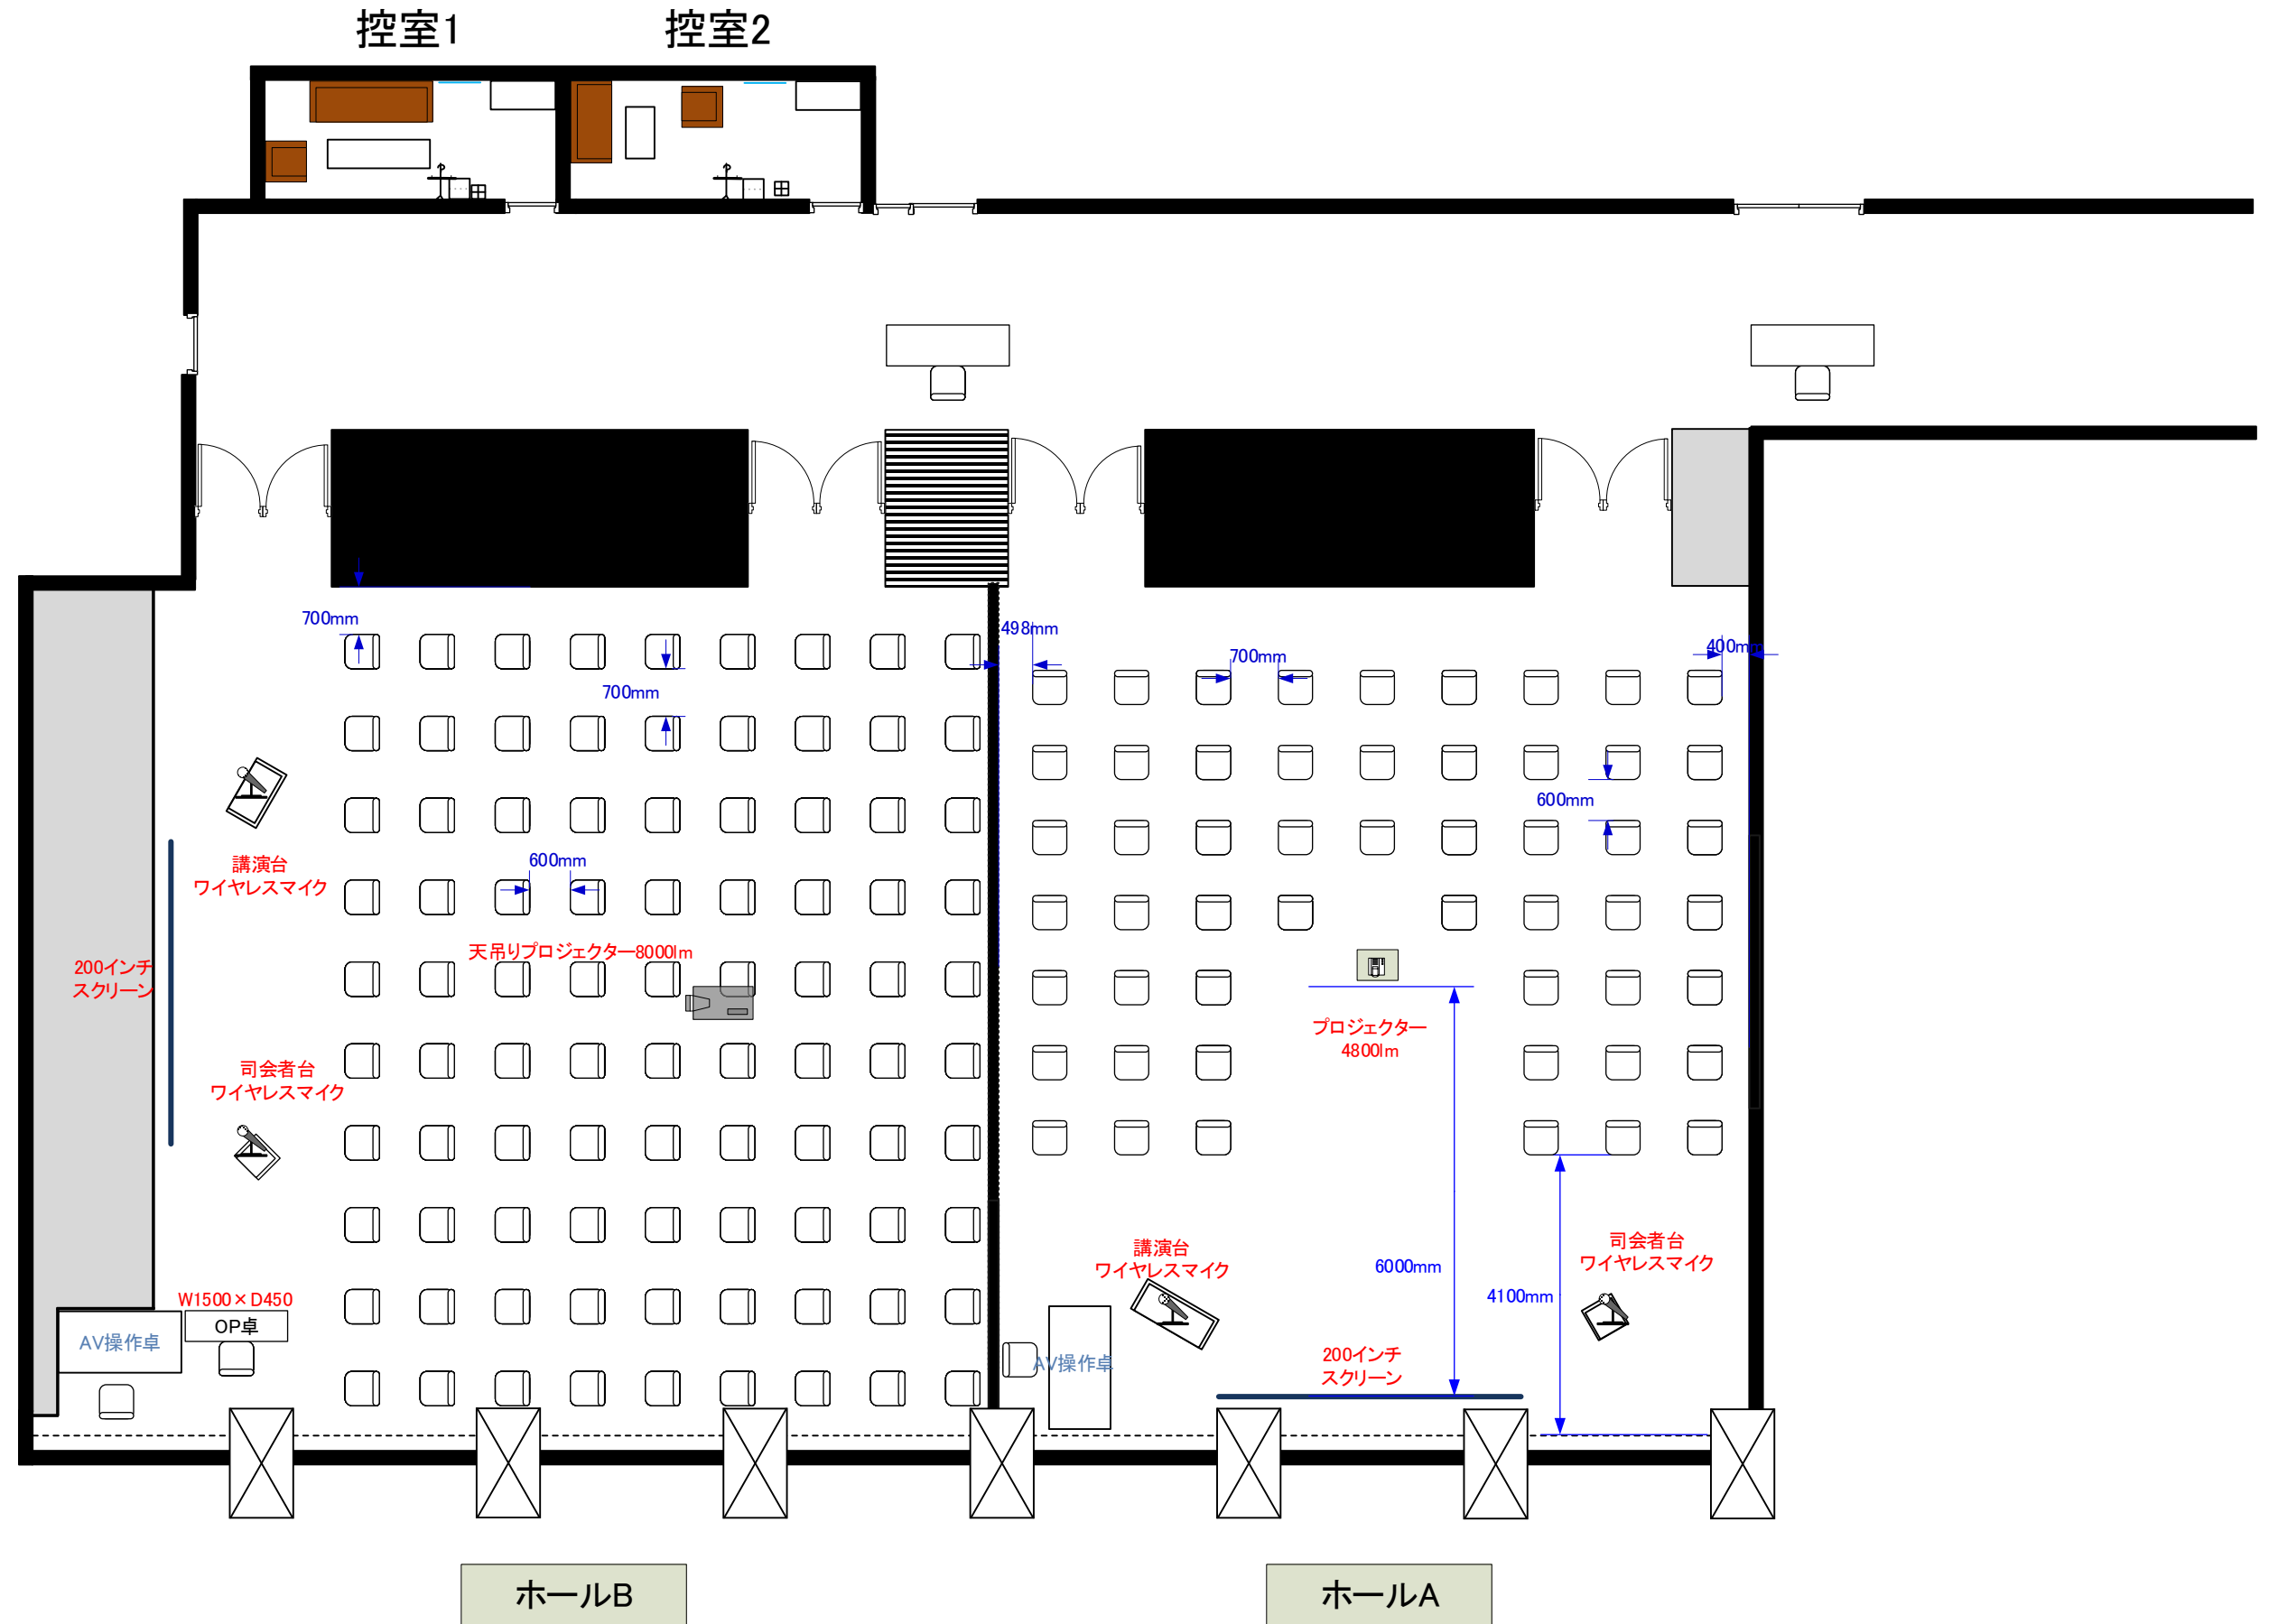 控室1
控室2
700mm
498mm
700mm
400mm
700mm
600mm
600mm
講演台
ワイヤレスマイク
天吊りプロジェクター8000lm
200インチ
スクリーン
プロジェクター
4800lm
司会者台
ワイヤレスマイク
講演台
ワイヤレスマイク
6000mm
司会者台
ワイヤレスマイク
4100mm
W1500×D450
OP卓
AV操作卓
AV操作卓
200インチ
スクリーン
ホールB
ホールA